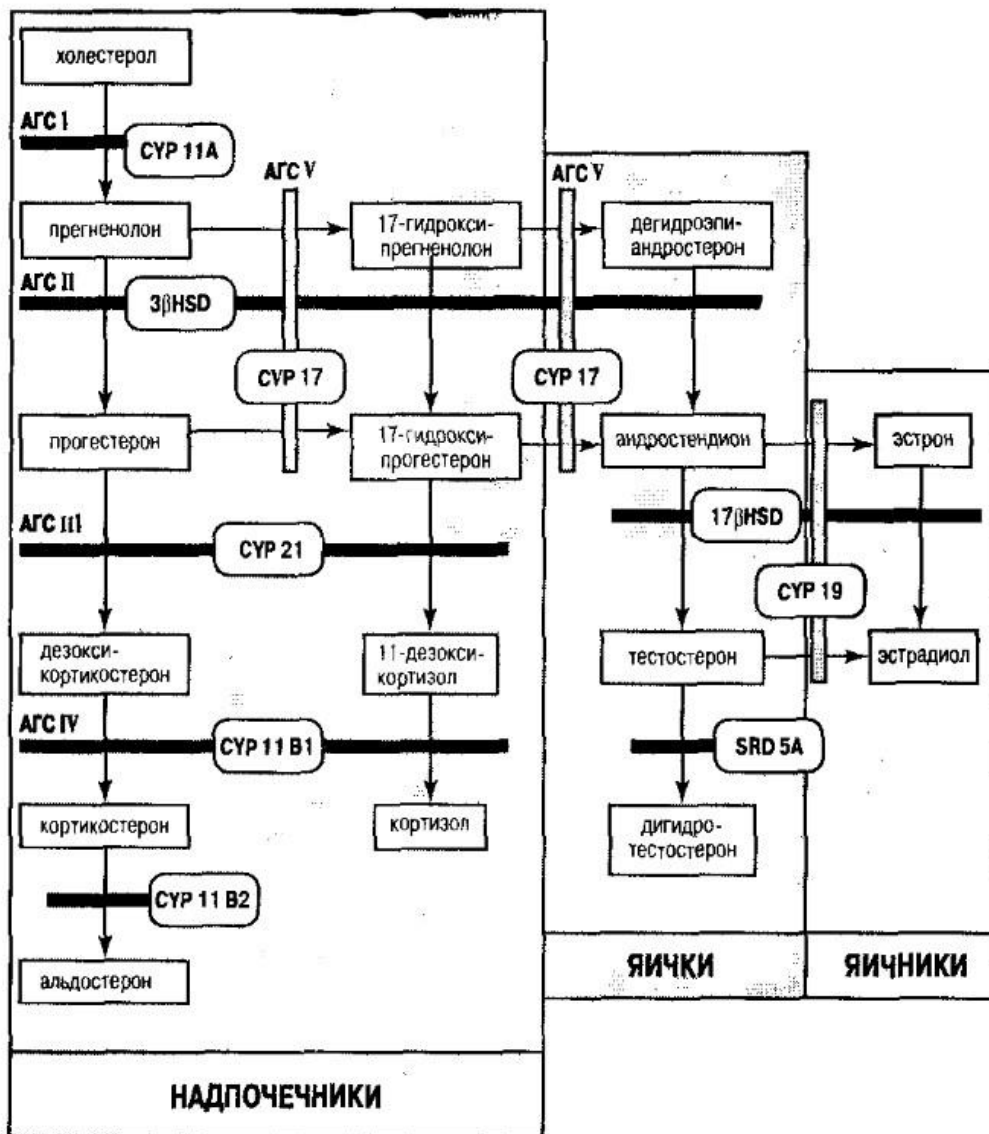 холестерол
АГС I
CYP 11A
АГС V
АГС V
прегненолон
17-гидрокси-
прегненолон
дегидроэпи-
андростерон
АГС II
3βHSD
CYP 17
CYP 17
прогестерон
17-гидрокси-
прогестерон
андростендион
эстрон
АГС III
CYP 21
17βHSD
CYP 19
дезокси-
кортикостерон
11-дезокси-
кортизол
тестостерон
эстрадиол
АГС IV
CYP 11 B1
SRD 5A
кортикостерон
кортизол
дигидро-
тестостерон
CYP 11 B2
альдостерон
ЯИЧКИ
ЯИЧНИКИ
НАДПОЧЕЧНИКИ